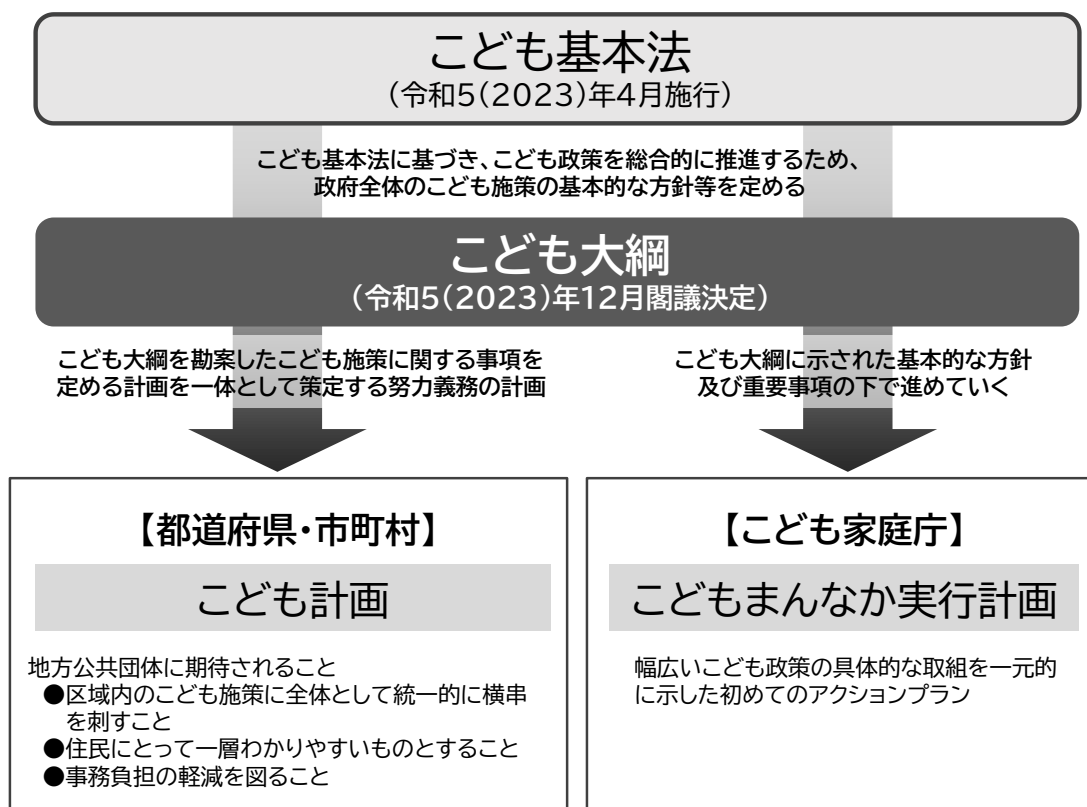 こども基本法
(令和5(2023)年4月施行)
こども基本法に基づき、こども政策を総合的に推進するため、
政府全体のこども施策の基本的な方針等を定める
こども大綱
(令和5(2023)年12月閣議決定)
こども大綱を勘案したこども施策に関する事項を
定める計画を一体として策定する努力義務の計画
こども大綱に示された基本的な方針
及び重要事項の下で進めていく
【都道府県・市町村】
こども計画
地方公共団体に期待されること
●区域内のこども施策に全体として統一的に横串
を刺すこと
●住民にとって一層わかりやすいものとすること
●事務負担の軽減を図ること
【こども家庭庁】
こどもまんなか実行計画
幅広いこども政策の具体的な取組を一元的
に示した初めてのアクションプラン